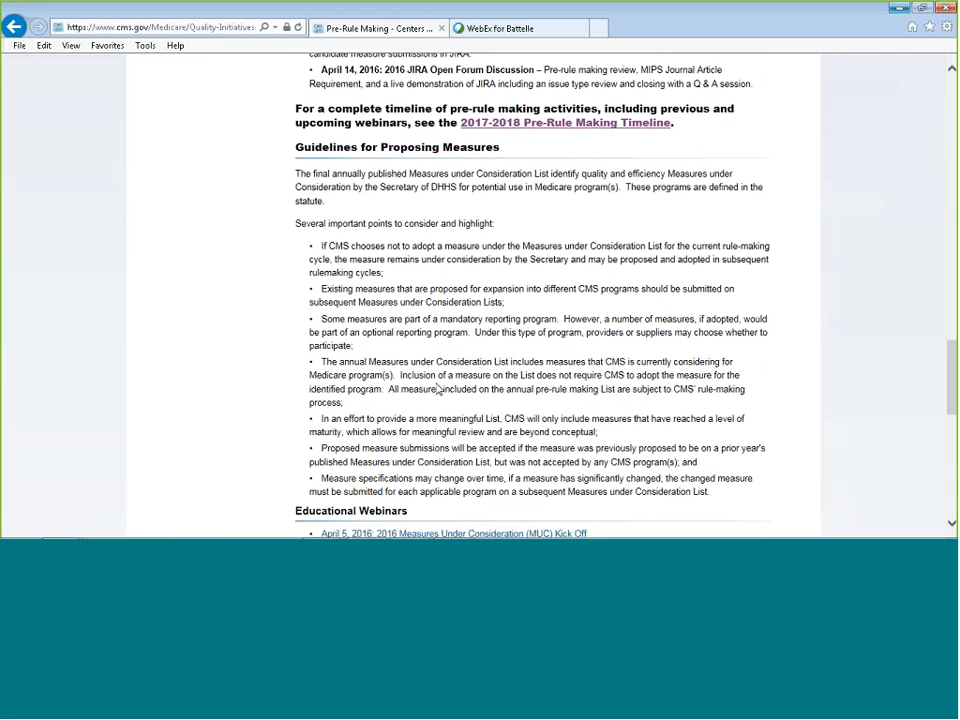 https://www.cms.gov/Medicare/Quality-Initiatives
Pre-Rule Making - Centers ...
WebEx for Battelle
File Edit View Favorites Tools Help
candidate measure submissions in JIRA.
• April 14, 2016: 2016 JIRA Open Forum Discussion – Pre-rule making review, MIPS Journal Article
Requirement, and a live demonstration of JIRA including an issue type review and closing with a Q & A session.
For a complete timeline of pre-rule making activities, including previous and
upcoming webinars, see the 2017-2018 Pre-Rule Making Timeline.
Guidelines for Proposing Measures
The final annually published Measures under Consideration List identify quality and efficiency Measures under
Consideration by the Secretary of DHHS for potential use in Medicare program(s). These programs are defined in the
statute.
Several important points to consider and highlight:
• If CMS chooses not to adopt a measure under the Measures under Consideration List for the current rule-making
cycle, the measure remains under consideration by the Secretary and may be proposed and adopted in subsequent
rulemaking cycles;
• Existing measures that are proposed for expansion into different CMS programs should be submitted on
subsequent Measures under Consideration Lists;
• Some measures are part of a mandatory reporting program. However, a number of measures, if adopted, would
be part of an optional reporting program. Under this type of program, providers or suppliers may choose whether to
participate;
• The annual Measures under Consideration List includes measures that CMS is currently considering for
Medicare program(s). Inclusion of a measure on the List does not require CMS to adopt the measure for the
identified program. All measures included on the annual pre-rule making List are subject to CMS' rule-making
process;
• In an effort to provide a more meaningful List, CMS will only include measures that have reached a level of
maturity, which allows for meaningful review and are beyond conceptual;
• Proposed measure submissions will be accepted if the measure was previously proposed to be on a prior year's
published Measures under Consideration List, but was not accepted by any CMS program(s); and
• Measure specifications may change over time, if a measure has significantly changed, the changed measure
must be submitted for each applicable program on a subsequent Measures under Consideration List.
Educational Webinars
• April 5, 2016: 2016 Measures Under Consideration (MUC) Kick Off